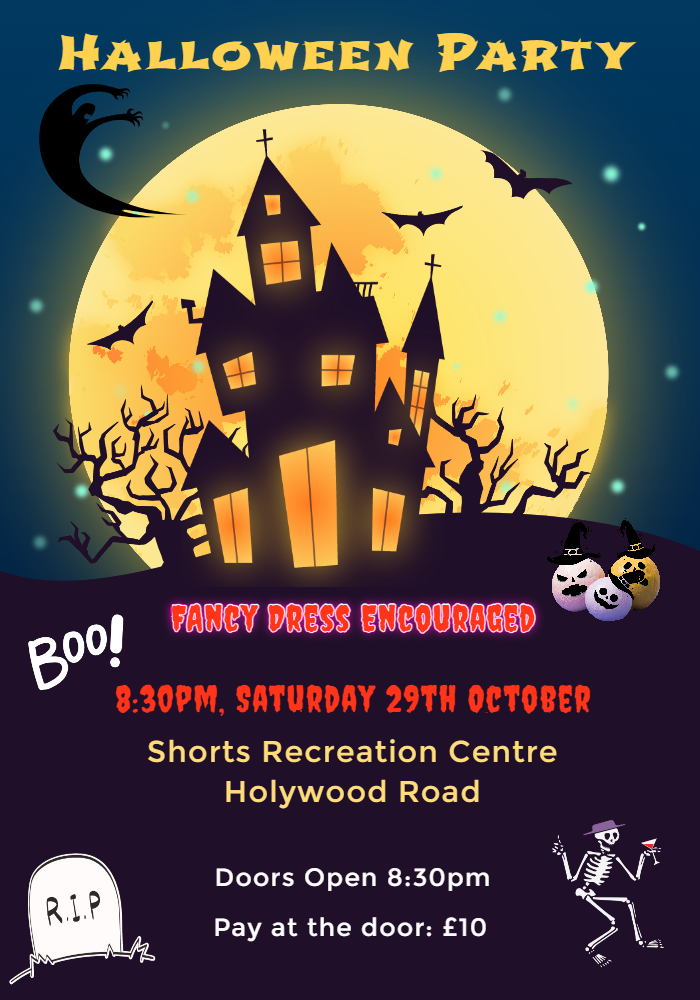 Halloween Party
FANCY DRESS ENCOURAGED
BOO!
8:30PM, SATURDAY 29TH OCTOBER
Shorts Recreation Centre
Holywood Road
Doors Open 8:30pm
R.I.P
Pay at the door: £10